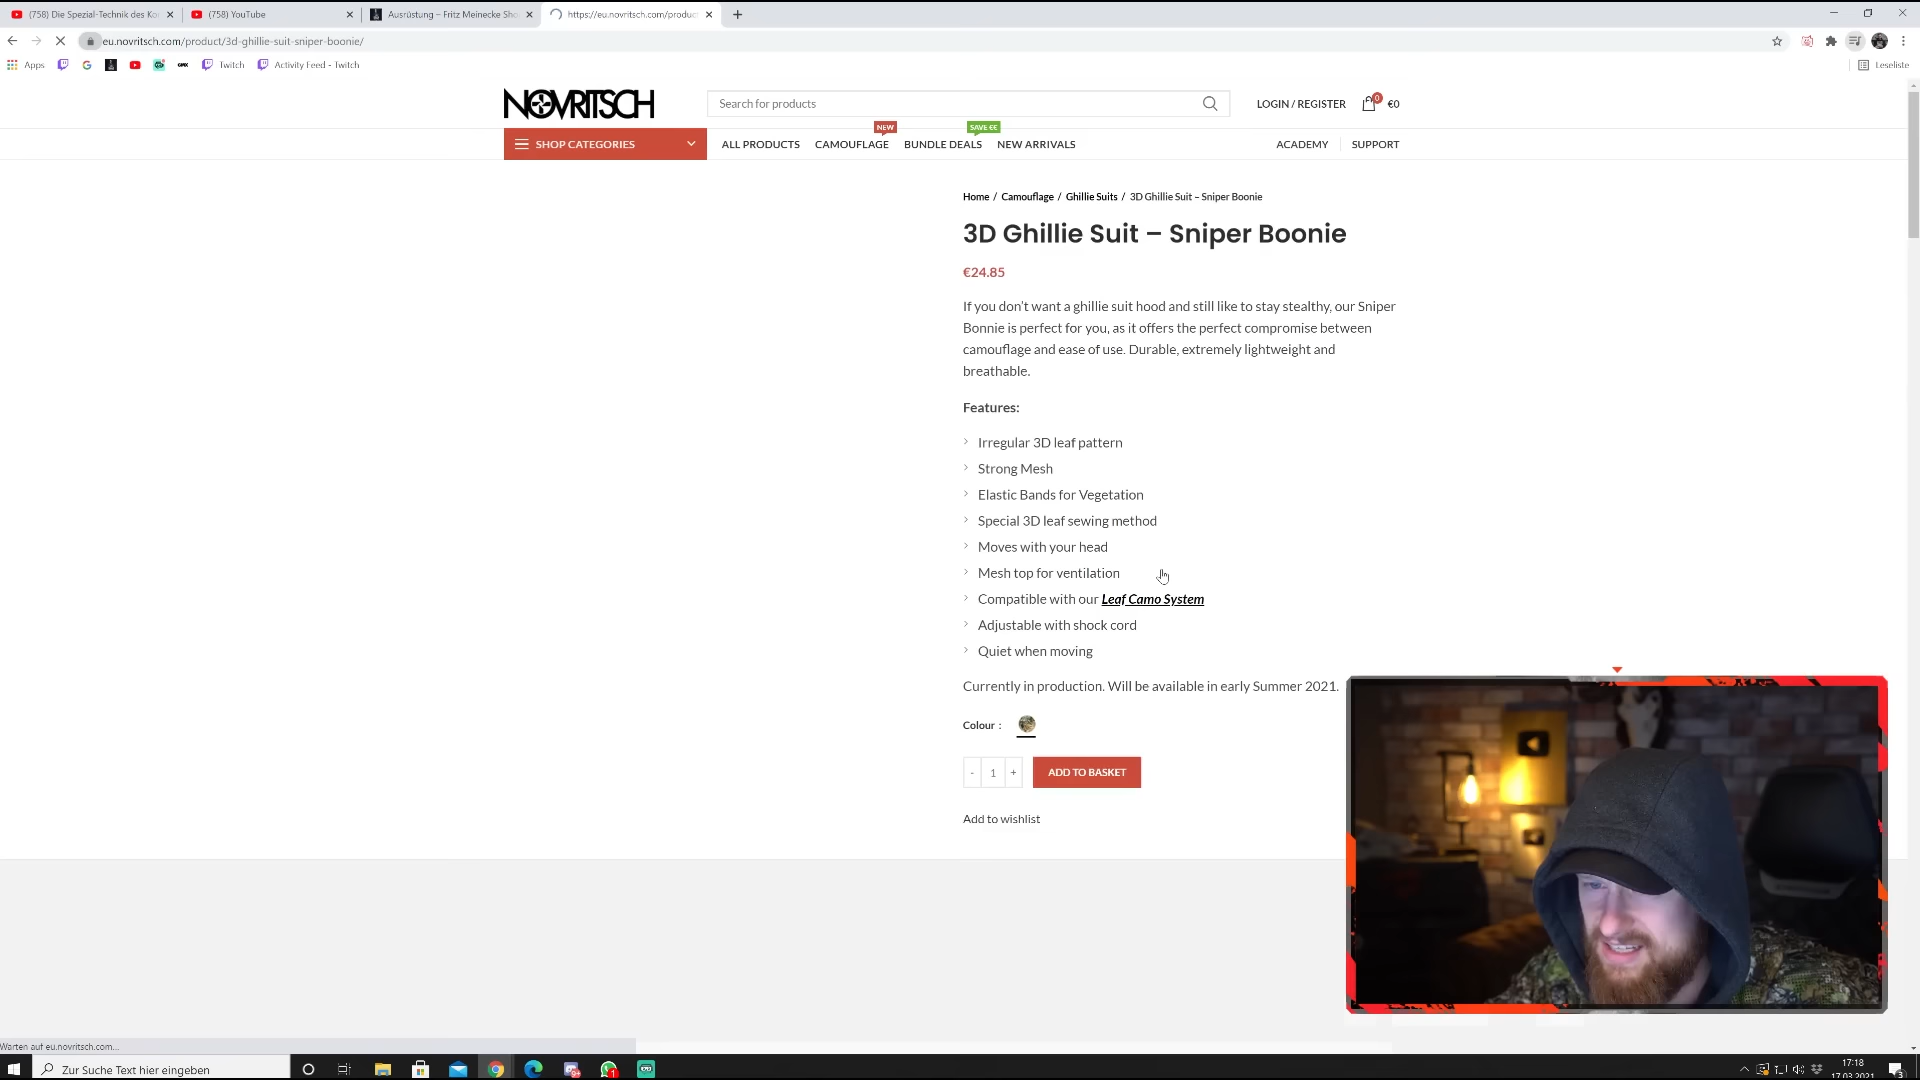 (758) Die Spezial-Technik des Ko
(758) YouTube
Ausrüstung – Fritz Meinecke Sho
https://eu.novritsch.com/produc
eu.novritsch.com/product/3d-ghillie-suit-sniper-boonie/
Apps
Twitch
Activity Feed - Twitch
Leseliste
NOVRITSCH
Search for products
LOGIN / REGISTER
0
€0
SHOP CATEGORIES
ALL PRODUCTS
NEW
CAMOUFLAGE
SAVE €€
BUNDLE DEALS
NEW ARRIVALS
ACADEMY
SUPPORT
Home / Camouflage / Ghillie Suits / 3D Ghillie Suit – Sniper Boonie
3D Ghillie Suit – Sniper Boonie
€24.85
If you don't want a ghillie suit hood and still like to stay stealthy, our Sniper
Bonnie is perfect for you, as it offers the perfect compromise between
camouflage and ease of use. Durable, extremely lightweight and
breathable.
Features:
Irregular 3D leaf pattern
Strong Mesh
Elastic Bands for Vegetation
Special 3D leaf sewing method
Moves with your head
Mesh top for ventilation
Compatible with our Leaf Camo System
Adjustable with shock cord
Quiet when moving
Currently in production. Will be available in early Summer 2021.
Colour :
- 1 +
ADD TO BASKET
Add to wishlist
Warten auf eu.novritsch.com...
Zur Suche Text hier eingeben
17:18
17.03.2021